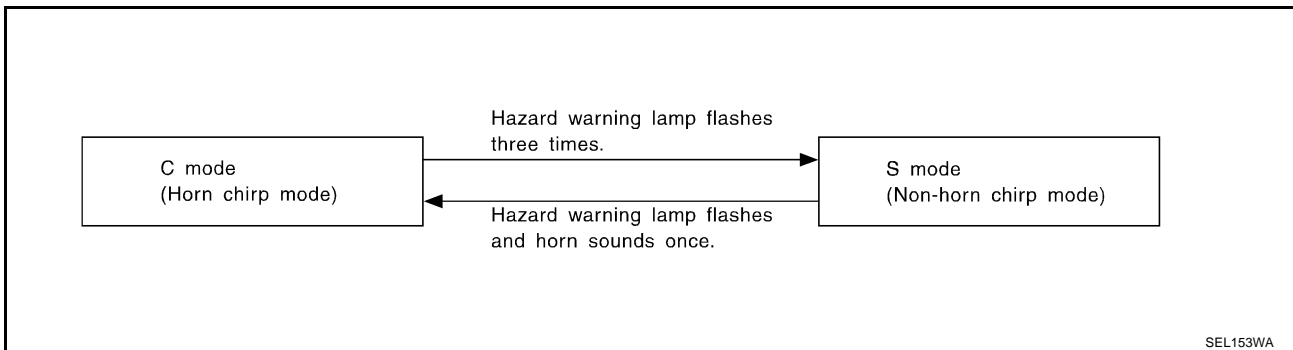 Hazard warning lamp flashes
three times.
C mode
(Horn chirp mode)
S mode
(Non-horn chirp mode)
Hazard warning lamp flashes
and horn sounds once.
SEL153WA